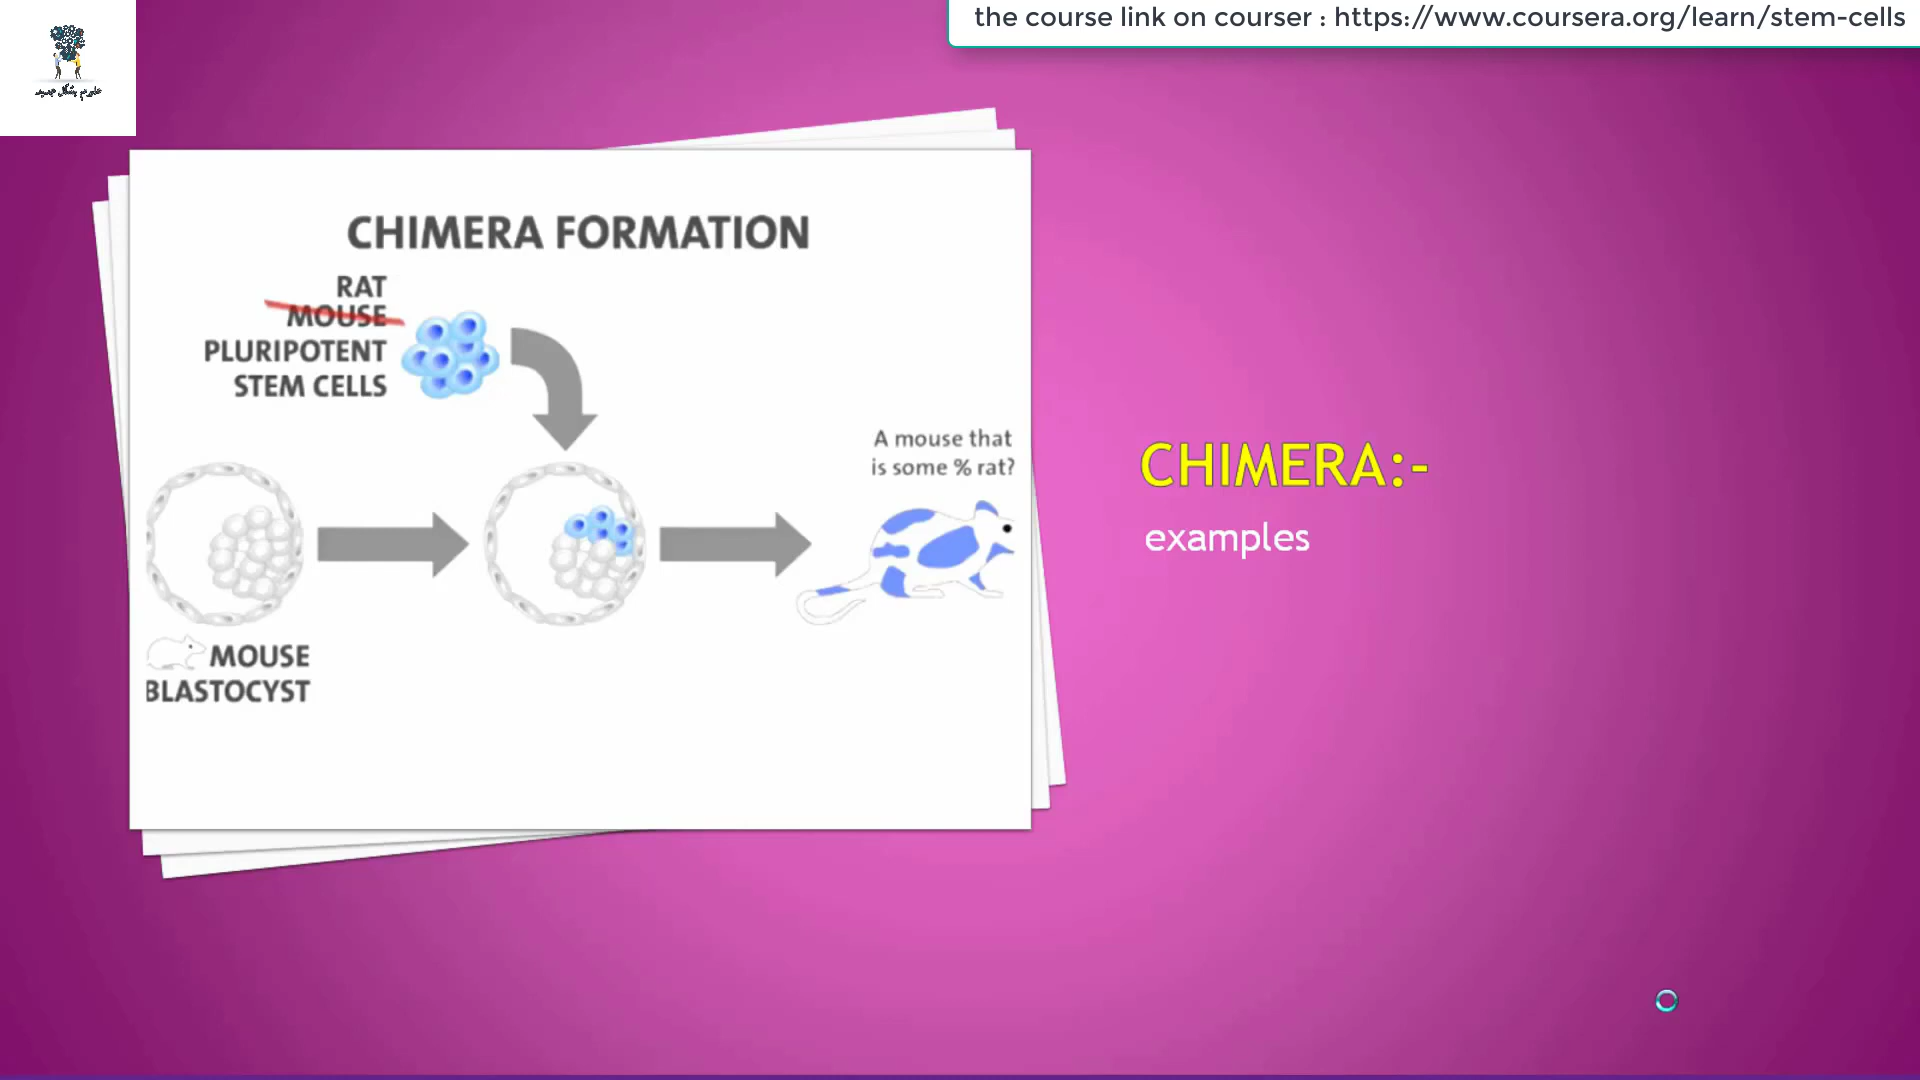 the course link on courser : https://www.coursera.org/learn/stem-cells
CHIMERA FORMATION
RAT
MOUSE
PLURIPOTENT
STEM CELLS
A mouse that
is some % rat?
MOUSE
BLASTOCYST
CHIMERA:-
examples